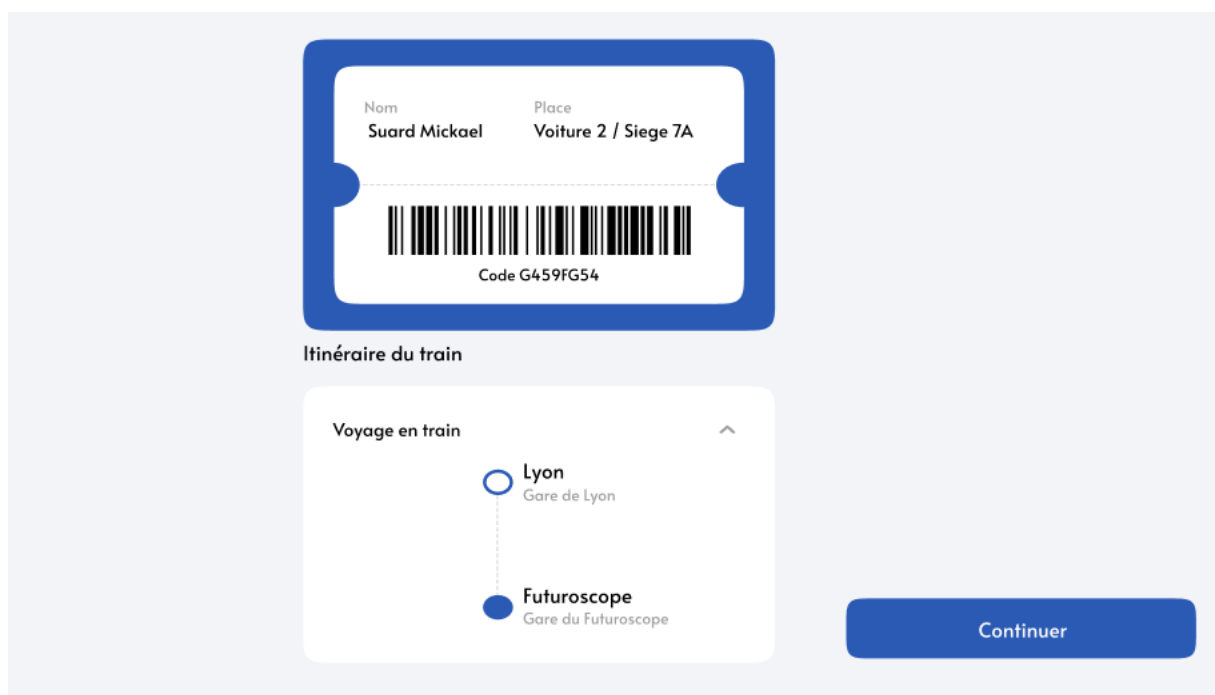 Nom Place
Suard Mickael Voiture 2 / Siege 7A
Code G459FG54
Itinéraire du train
Voyage en train
Lyon
Gare de Lyon
Futuroscope
Gare du Futuroscope
Continuer